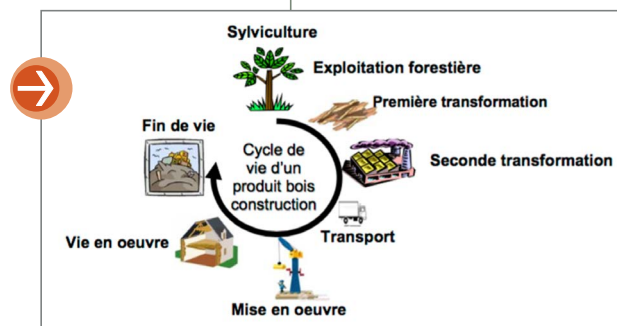 Sylviculture
Exploitation forestière
Première transformation
Seconde transformation
Transport
Mise en oeuvre
Vie en oeuvre
Fin de vie
Cycle de
vie d'un
produit bois
construction